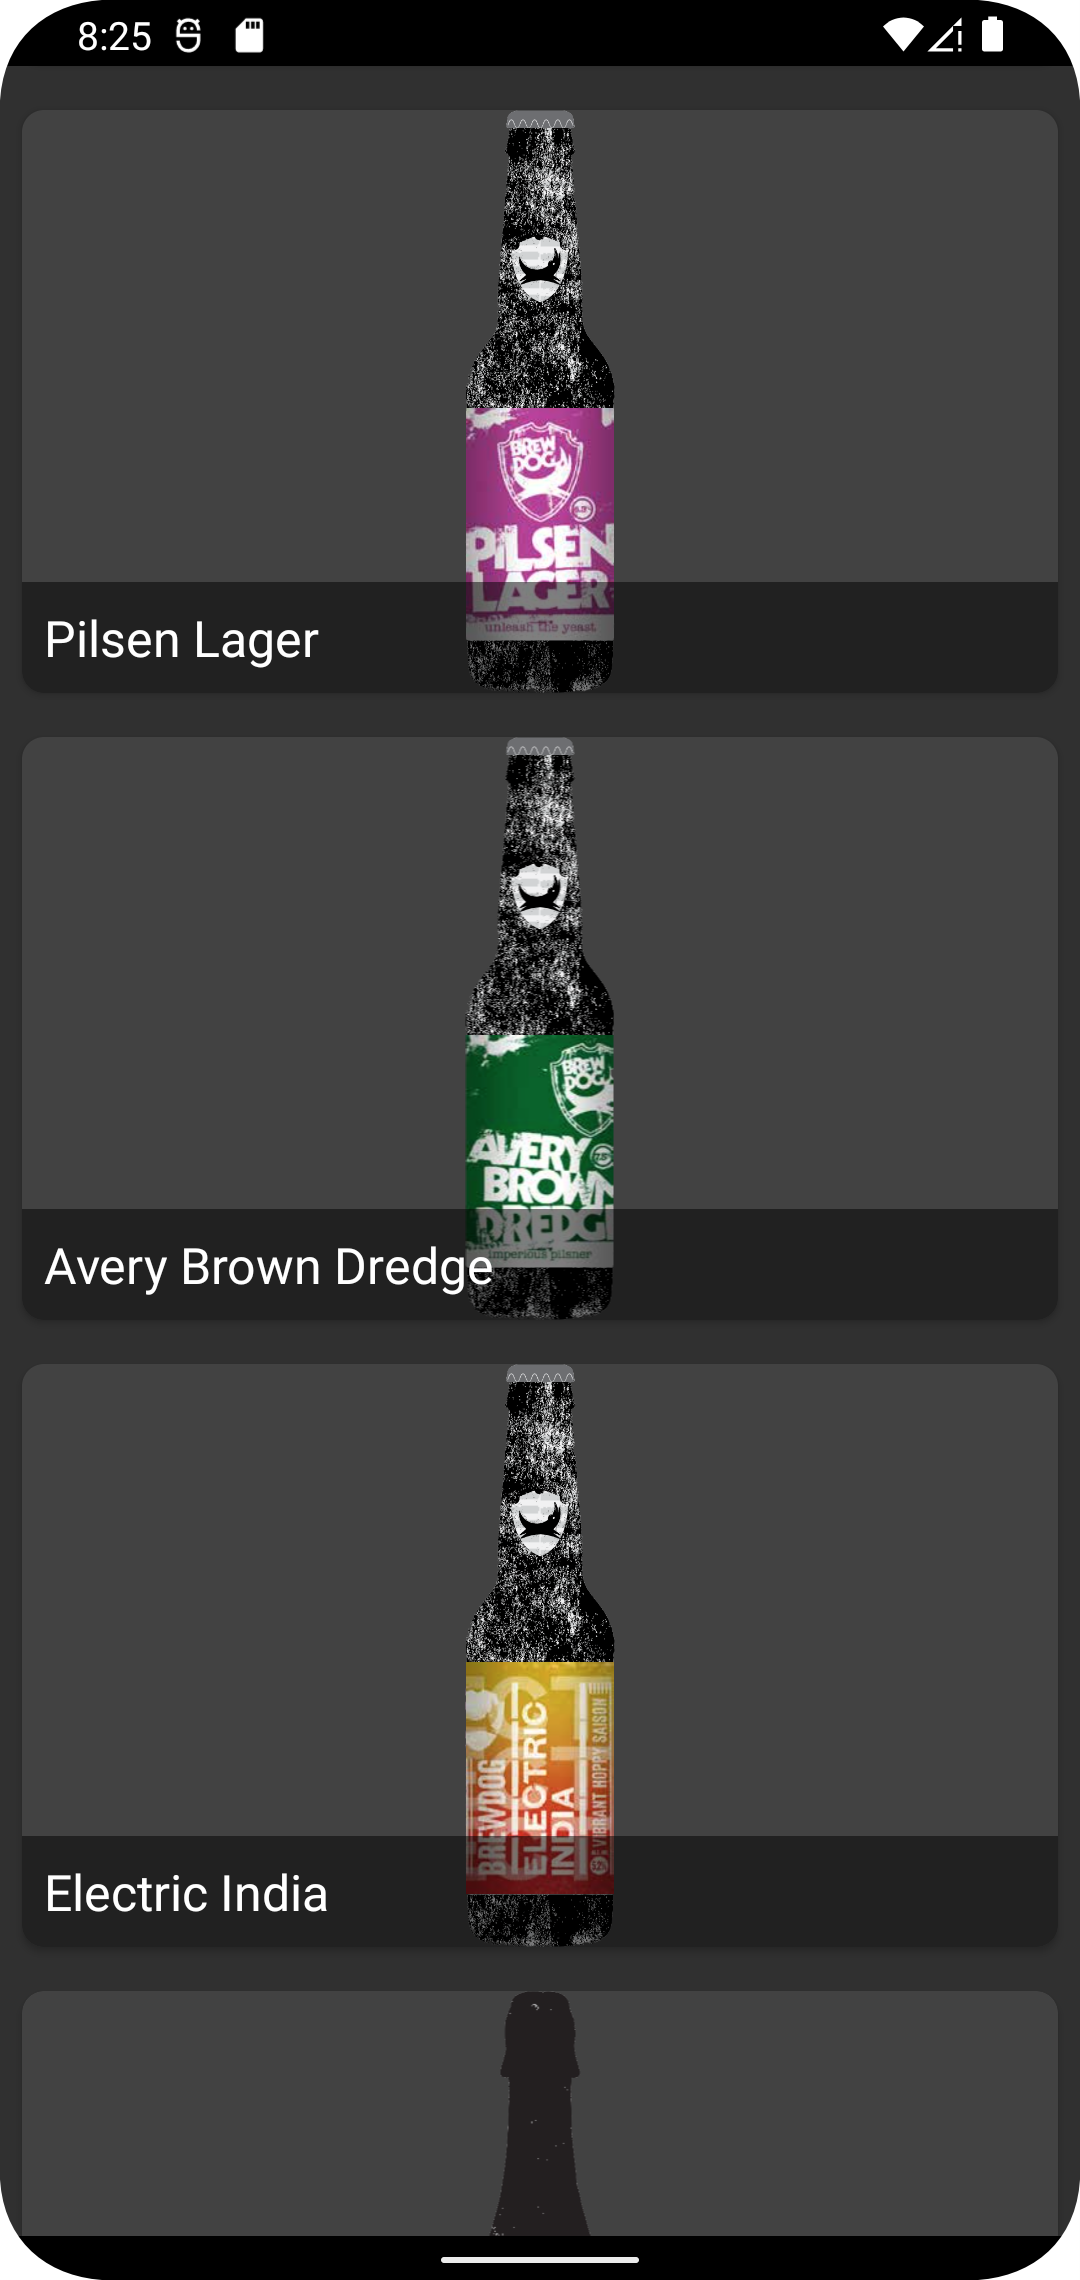 8:25
BREW
DOG
PILSEN
LAGER
unleash the yeast
Pilsen Lager
BREW
DOG
AVERY
BROWN
DREDGE
imperious pilsner
Avery Brown Dredge
BREWDOG
ELECTRIC
INDIA
VIBRANT HOPPY SAISON
Electric India